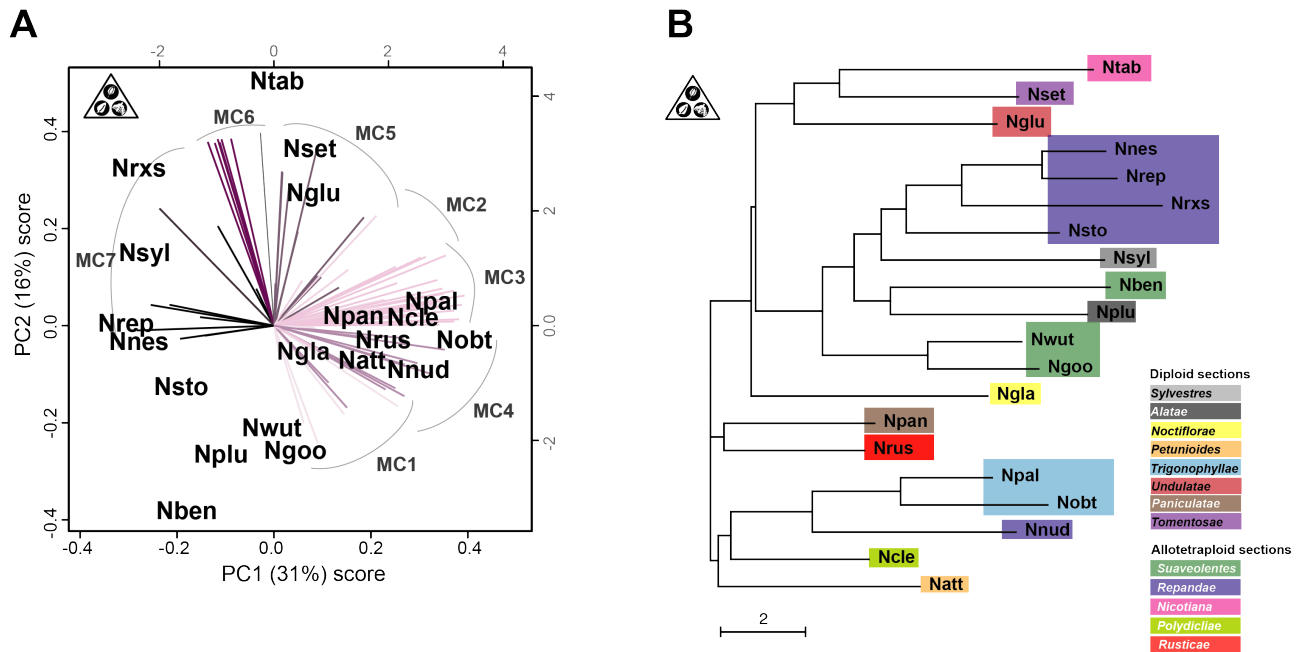 A
-2 0 2 4
Ntab
MC6
MC5
Nset
Nrxs
Nglu
MC2
Nsyl
MC7
MC3
Npal
Npan
Ncle
Nrep
Nnes
Nrus
Nobt
Ngla
Natt
Nnud
Nsto
MC4
Nwut
Nplu
Ngoo
MC1
Nben
0.4
0.2
0.0
-0.2
-0.4
4
2
0.0
-2
PC2 (16%) score
-0.4 -0.2 0.0 0.2 0.4
PC1 (31%) score
B
Ntab
Nset
Nglu
Nnes
Nrep
Nrxs
Nsto
Nsyl
Nben
Nplu
Nwut
Ngoo
Ngla
Npan
Nrus
Npal
Nobt
Nnud
Ncle
Natt
2
Diploid sections
Sylvestres
Alatae
Noctiflorae
Petunioides
Trigonophyllae
Undulatae
Paniculatae
Tomentosae
Allotetraploid sections
Suaveolentes
Repandae
Nicotiana
Polydicliae
Rusticae